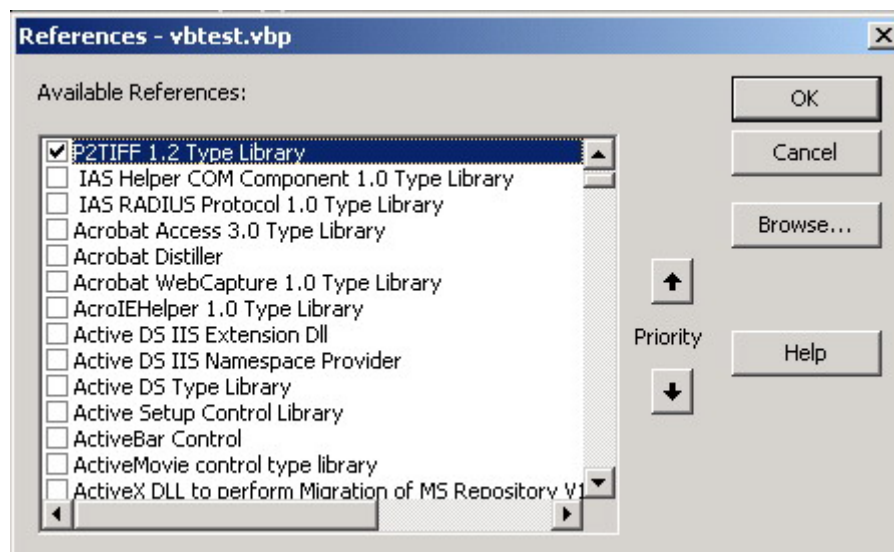 References - vbtest.vbp
Available References:
P2TIFF 1.2 Type Library
IAS Helper COM Component 1.0 Type Library
IAS RADIUS Protocol 1.0 Type Library
Acrobat Access 3.0 Type Library
Acrobat Distiller
Acrobat WebCapture 1.0 Type Library
AcroIEHelper 1.0 Type Library
Active DS IIS Extension Dll
Active DS IIS Namespace Provider
Active DS Type Library
Active Setup Control Library
ActiveBar Control
ActiveMovie control type library
ActiveX DLL to perform Migration of MS Repository V1
OK
Cancel
Browse...
Priority
Help